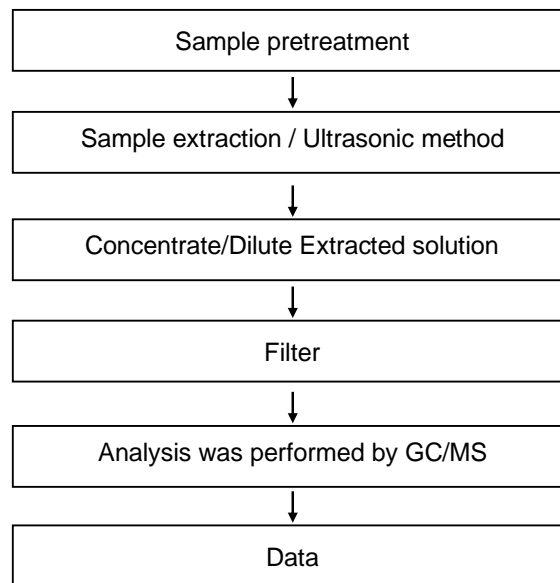 Sample pretreatment
Sample extraction / Ultrasonic method
Concentrate/Dilute Extracted solution
Filter
Analysis was performed by GC/MS
Data